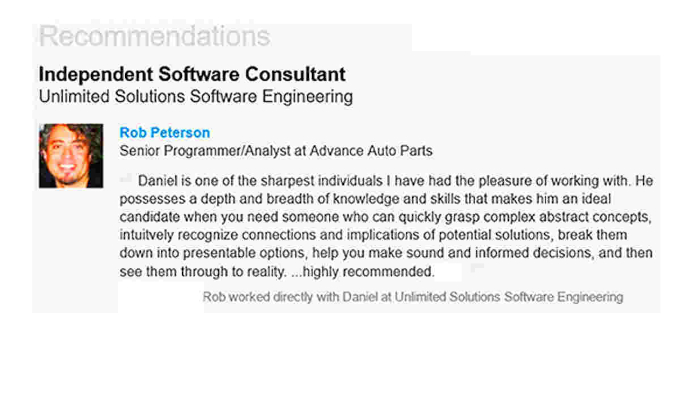 Recommendations
Independent Software Consultant
Unlimited Solutions Software Engineering
Rob Peterson
Senior Programmer/Analyst at Advance Auto Parts
Daniel is one of the sharpest individuals I have had the pleasure of working with. He
possesses a depth and breadth of knowledge and skills that makes him an ideal
candidate when you need someone who can quickly grasp complex abstract concepts,
intuitvely recognize connections and implications of potential solutions, break them
down into presentable options, help you make sound and informed decisions, and then
see them through to reality. ...highly recommended.
Rob worked directly with Daniel at Unlimited Solutions Software Engineering